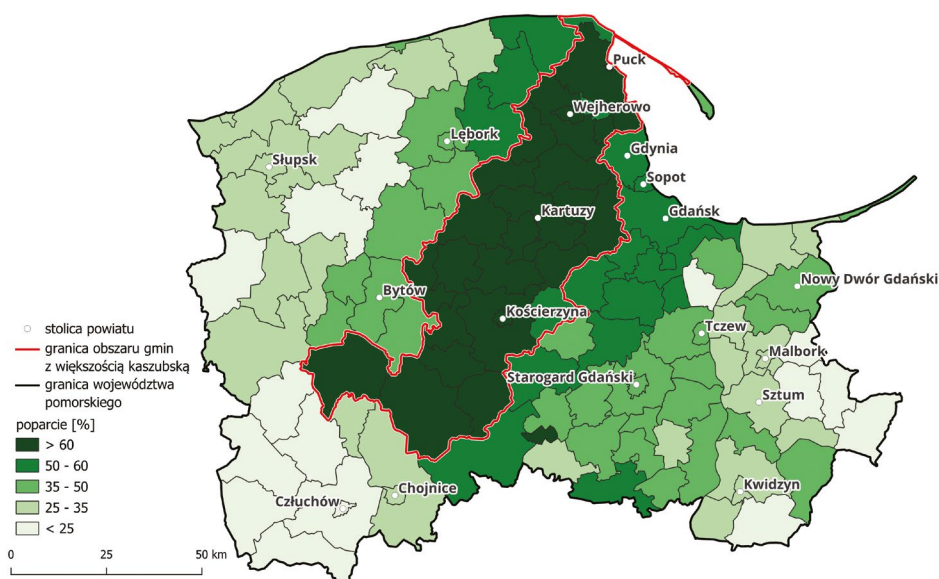 Puck
Wejherowo
Lębork
Gdynia
Słupsk
Sopot
Kartuzy
Gdańsk
Nowy Dwór Gdański
Bytów
Kościerzyna
Tczew
Malbork
Starogard Gdański
Sztum
Kwidzyn
Chojnice
Człuchów
stolica powiatu
granica obszaru gmin
z większością kaszubską
granica województwa
pomorskiego
poparcie [%]
> 60
50 - 60
35 - 50
25 - 35
< 25
0 25 50 km